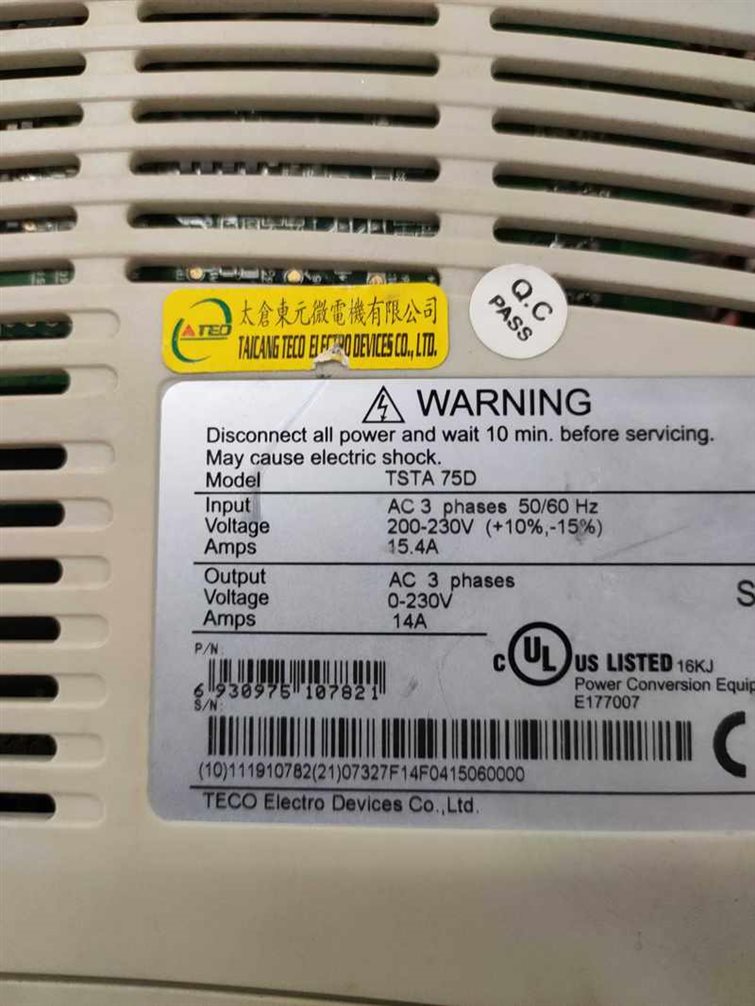 TECO
太倉東元微電機有限公司
TAICANG TECO ELECTRO DEVICES CO., LTD.
Q.C
PASS
WARNING
Disconnect all power and wait 10 min. before servicing.
May cause electric shock.
Model TSTA 75D
Input AC 3 phases 50/60 Hz
Voltage 200-230V (+10%,-15%)
Amps 15.4A
Output AC 3 phases
Voltage 0-230V
Amps 14A
S
P/N:
6 930975 107821
S/N:
C UL US LISTED 16KJ
Power Conversion Equip
E177007
(10)111910782(21)07327F14F0415060000
TECO Electro Devices Co.,Ltd.